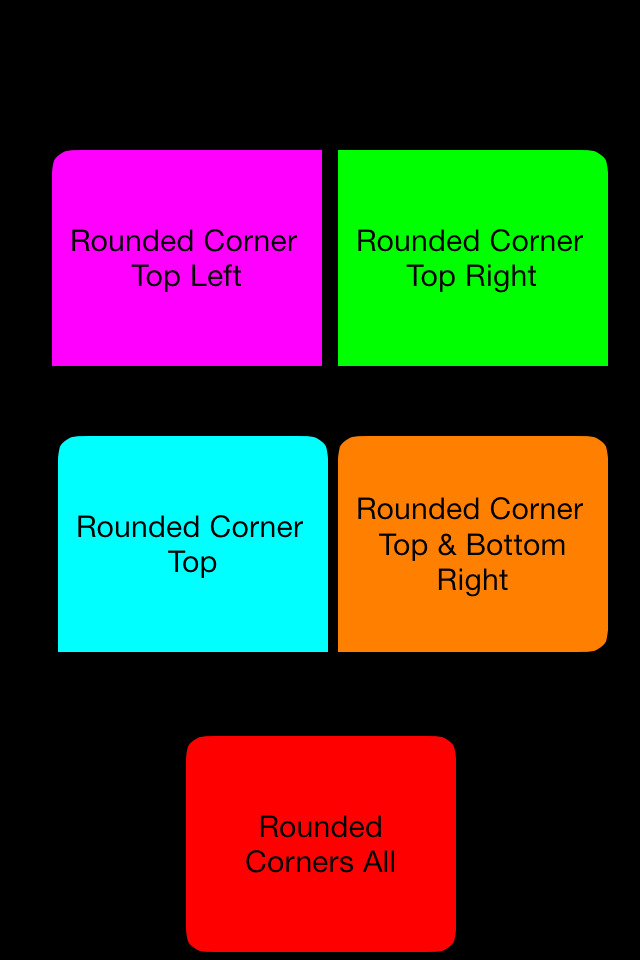 Rounded Corner
Top Left
Rounded Corner
Top Right
Rounded Corner
Top
Rounded Corner
Top & Bottom
Right
Rounded
Corners All